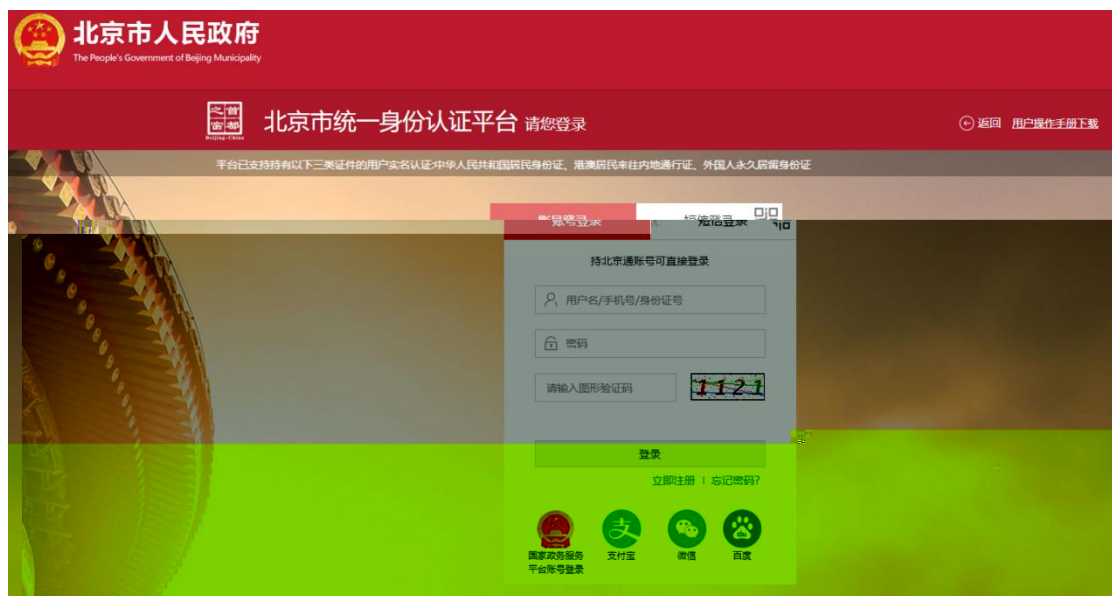 北京市人民政府
The People's Government of Beijing Municipality
首都之窗
Beijing-China
北京市统一身份认证平台 请您登录
返回 用户操作手册下载
平台已支持持有以下三类证件的用户实名认证:中华人民共和国居民身份证、港澳居民来往内地通行证、外国人永久居留身份证
账号登录 短信登录
持北京通账号可直接登录
用户名/手机号/身份证号
密码
请输入图形验证码 1121
登录
立即注册 | 忘记密码?
国家政务服务
平台账号登录
支付宝
微信
百度